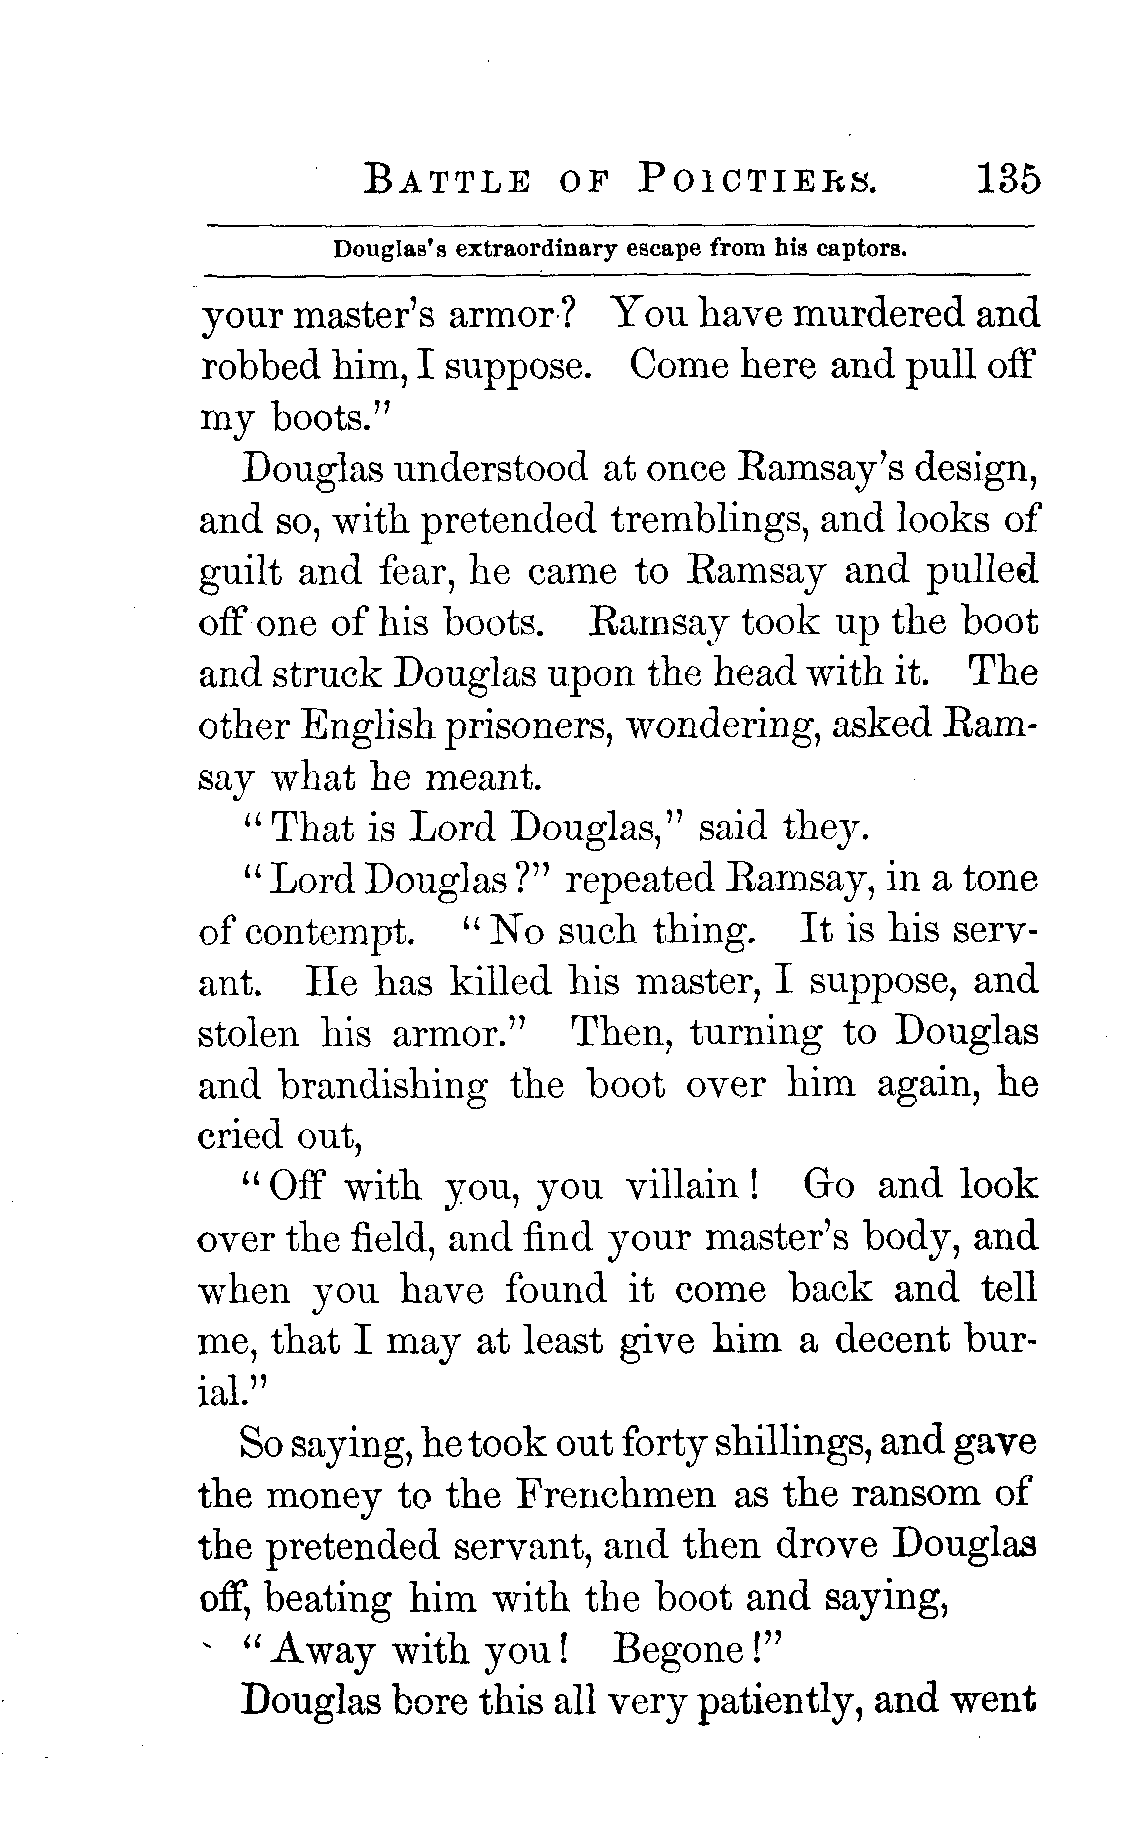 BATTLE OF POICTIERS. 135
Douglas's extraordinary escape from his captors.
your master's armor? You have murdered and
robbed him, I suppose. Come here and pull off
my boots."
Douglas understood at once Ramsay's design,
and so, with pretended tremblings, and looks of
guilt and fear, he came to Ramsay and pulled
off one of his boots. Ramsay took up the boot
and struck Douglas upon the head with it. The
other English prisoners, wondering, asked Ram-
say what he meant.
"That is Lord Douglas," said they.
"Lord Douglas?" repeated Ramsay, in a tone
of contempt. "No such thing. It is his serv-
ant. He has killed his master, I suppose, and
stolen his armor." Then, turning to Douglas
and brandishing the boot over him again, he
cried out,
"Off with you, you villain! Go and look
over the field, and find your master's body, and
when you have found it come back and tell
me, that I may at least give him a decent bur-
ial."
So saying, he took out forty shillings, and gave
the money to the Frenchmen as the ransom of
the pretended servant, and then drove Douglas
off, beating him with the boot and saying,
"Away with you! Begone!"
Douglas bore this all very patiently, and went